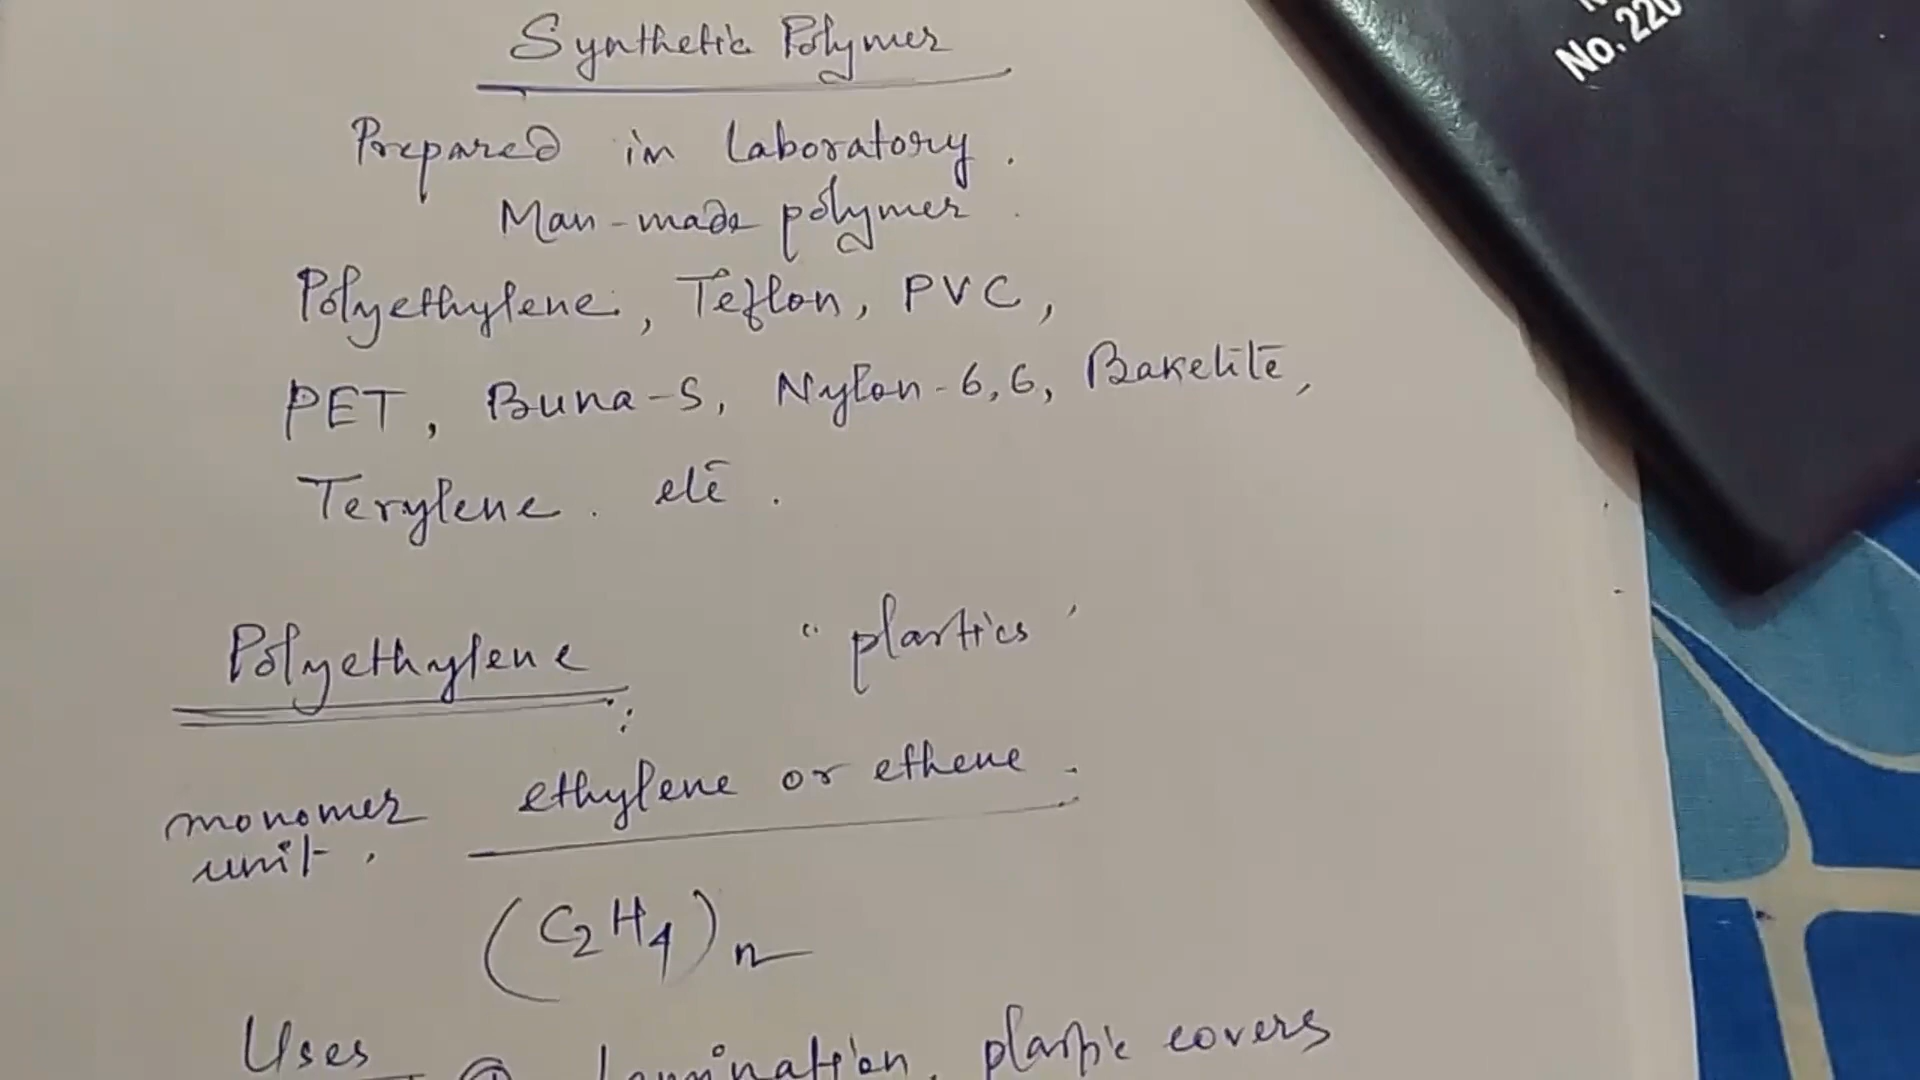 Synthetic Polymer
Prepared in Laboratory.
Man-made polymer.
Polyethylene, Teflon, PVC,
PET, Buna-S, Nylon-6,6, Bakelite,
Terylene. etc.
Polyethylene: "plastics"
monomer unit, ethylene or ethene.
(C2H4)n
Uses ① Lamination, plastic covers
No. 220